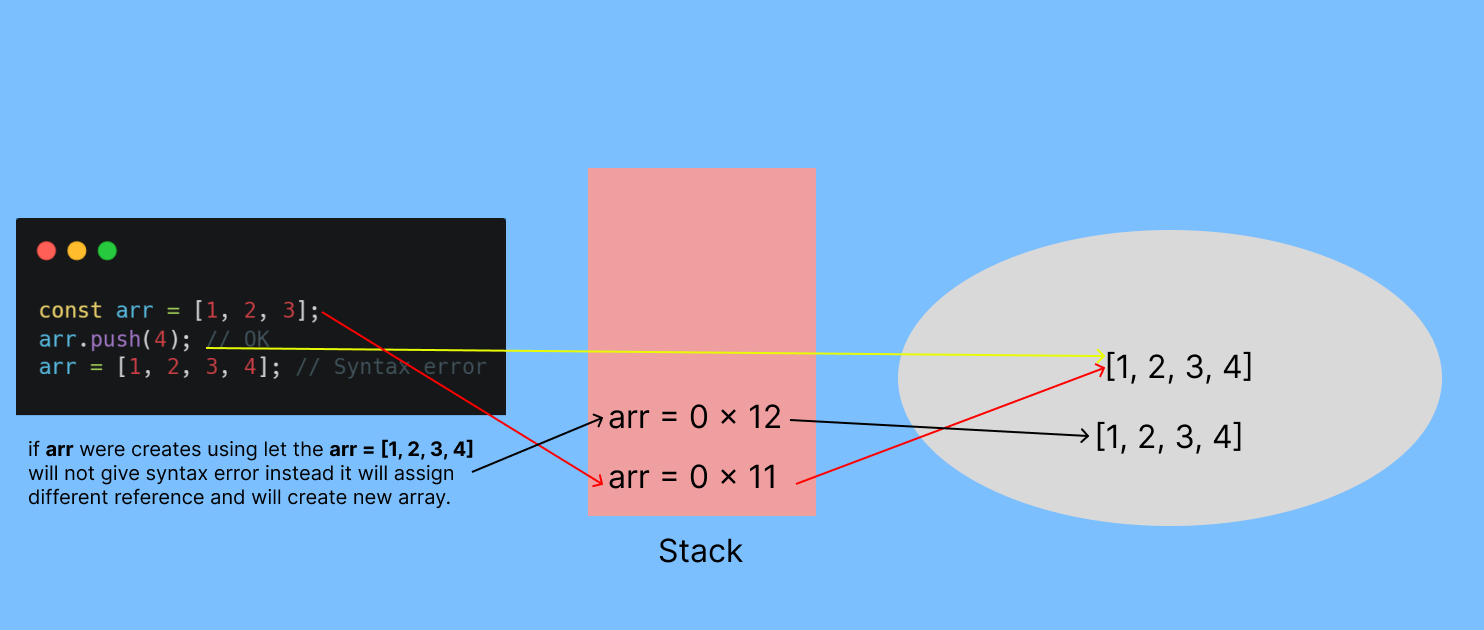 const arr = [1, 2, 3];
arr.push(4); // OK
arr = [1, 2, 3, 4]; // Syntax error
if arr were creates using let the arr = [1, 2, 3, 4]
will not give syntax error instead it will assign
different reference and will create new array.
arr = 0 × 12
arr = 0 × 11
Stack
[1, 2, 3, 4]
[1, 2, 3, 4]